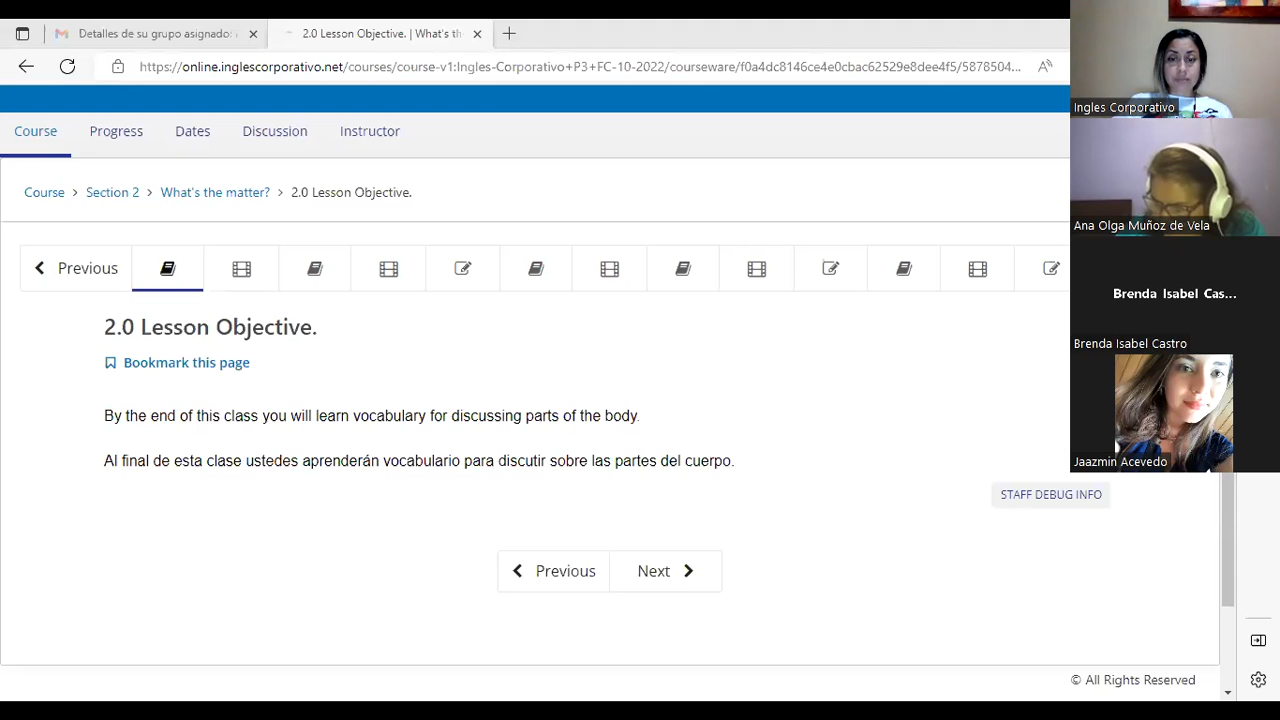 Detalles de su grupo asignado:
2.0 Lesson Objective. | What's th
https://online.inglescorporativo.net/courses/course-v1:Ingles-Corporativo+P3+FC-10-2022/courseware/f0a4dc8146ce4e0cbac62529e8dee4f5/5878504...
Course Progress Dates Discussion Instructor
Course > Section 2 > What's the matter? > 2.0 Lesson Objective.
Previous
2.0 Lesson Objective.
Bookmark this page
By the end of this class you will learn vocabulary for discussing parts of the body.
Al final de esta clase ustedes aprenderán vocabulario para discutir sobre las partes del cuerpo.
STAFF DEBUG INFO
Previous Next
© All Rights Reserved
Ingles Corporativo
Ana Olga Muñoz de Vela
Brenda Isabel Cas...
Brenda Isabel Castro
Jaazmin Acevedo